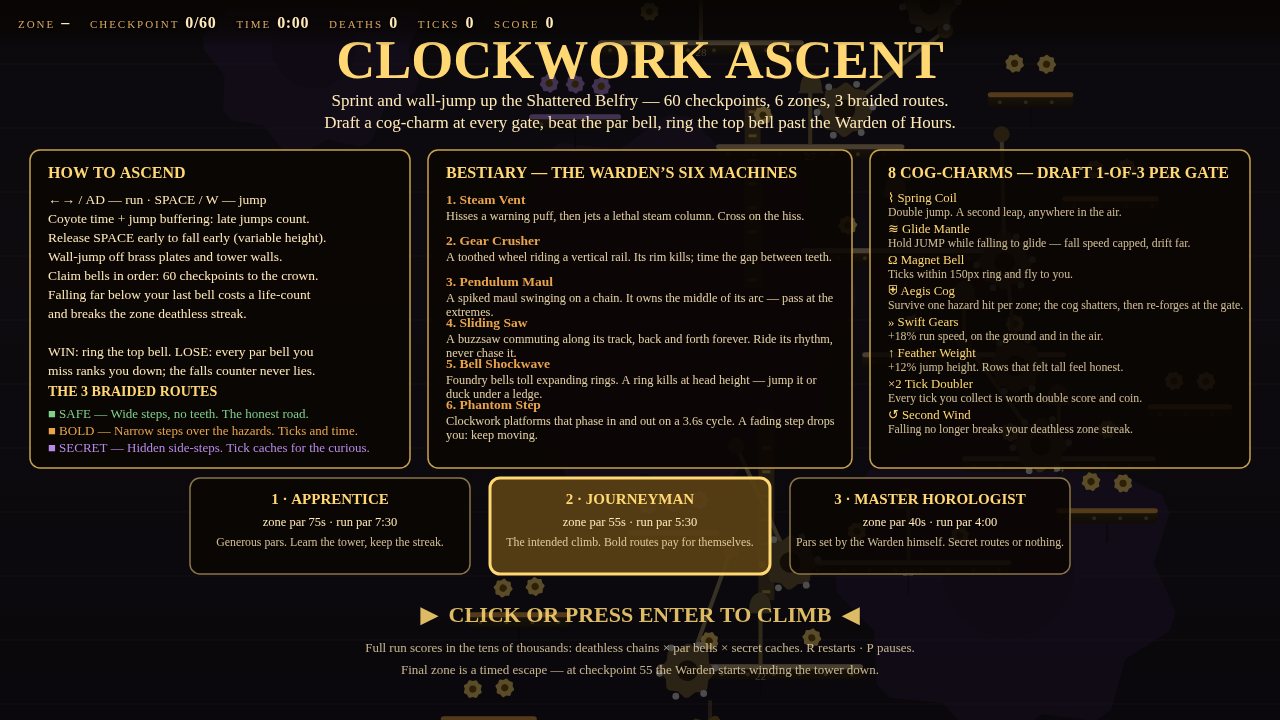 ZONE – CHECKPOINT 0/60 TIME 0:00 DEATHS 0 TICKS 0 SCORE 0
CLOCKWORK ASCENT
Sprint and wall-jump up the Shattered Belfry — 60 checkpoints, 6 zones, 3 braided routes.
Draft a cog-charm at every gate, beat the par bell, ring the top bell past the Warden of Hours.
HOW TO ASCEND
←→ / AD — run · SPACE / W — jump
Coyote time + jump buffering: late jumps count.
Release SPACE early to fall early (variable height).
Wall-jump off brass plates and tower walls.
Claim bells in order: 60 checkpoints to the crown.
Falling far below your last bell costs a life-count
and breaks the zone deathless streak.
WIN: ring the top bell. LOSE: every par bell you
miss ranks you down; the falls counter never lies.
THE 3 BRAIDED ROUTES
■ SAFE — Wide steps, no teeth. The honest road.
■ BOLD — Narrow steps over the hazards. Ticks and time.
■ SECRET — Hidden side-steps. Tick caches for the curious.
BESTIARY — THE WARDEN’S SIX MACHINES
1. Steam Vent
Hisses a warning puff, then jets a lethal steam column. Cross on the hiss.
2. Gear Crusher
A toothed wheel riding a vertical rail. Its rim kills; time the gap between teeth.
3. Pendulum Maul
A spiked maul swinging on a chain. It owns the middle of its arc — pass at the
extremes.
4. Sliding Saw
A buzzsaw commuting along its track, back and forth forever. Ride its rhythm,
never chase it.
5. Bell Shockwave
Foundry bells toll expanding rings. A ring kills at head height — jump it or
duck under a ledge.
6. Phantom Step
Clockwork platforms that phase in and out on a 3.6s cycle. A fading step drops
you: keep moving.
8 COG-CHARMS — DRAFT 1-OF-3 PER GATE
⌇ Spring Coil
Double jump. A second leap, anywhere in the air.
≋ Glide Mantle
Hold JUMP while falling to glide — fall speed capped, drift far.
Ω Magnet Bell
Ticks within 150px ring and fly to you.
⛨ Aegis Cog
Survive one hazard hit per zone; the cog shatters, then re-forges at the gate.
» Swift Gears
+18% run speed, on the ground and in the air.
↑ Feather Weight
+12% jump height. Rows that felt tall feel honest.
×2 Tick Doubler
Every tick you collect is worth double score and coin.
↺ Second Wind
Falling no longer breaks your deathless zone streak.
1 · APPRENTICE
zone par 75s · run par 7:30
Generous pars. Learn the tower, keep the streak.
2 · JOURNEYMAN
zone par 55s · run par 5:30
The intended climb. Bold routes pay for themselves.
3 · MASTER HOROLOGIST
zone par 40s · run par 4:00
Pars set by the Warden himself. Secret routes or nothing.
▶ CLICK OR PRESS ENTER TO CLIMB ◀
Full run scores in the tens of thousands: deathless chains × par bells × secret caches. R restarts · P pauses.
Final zone is a timed escape — at checkpoint 55 the Warden starts winding the tower down.
22